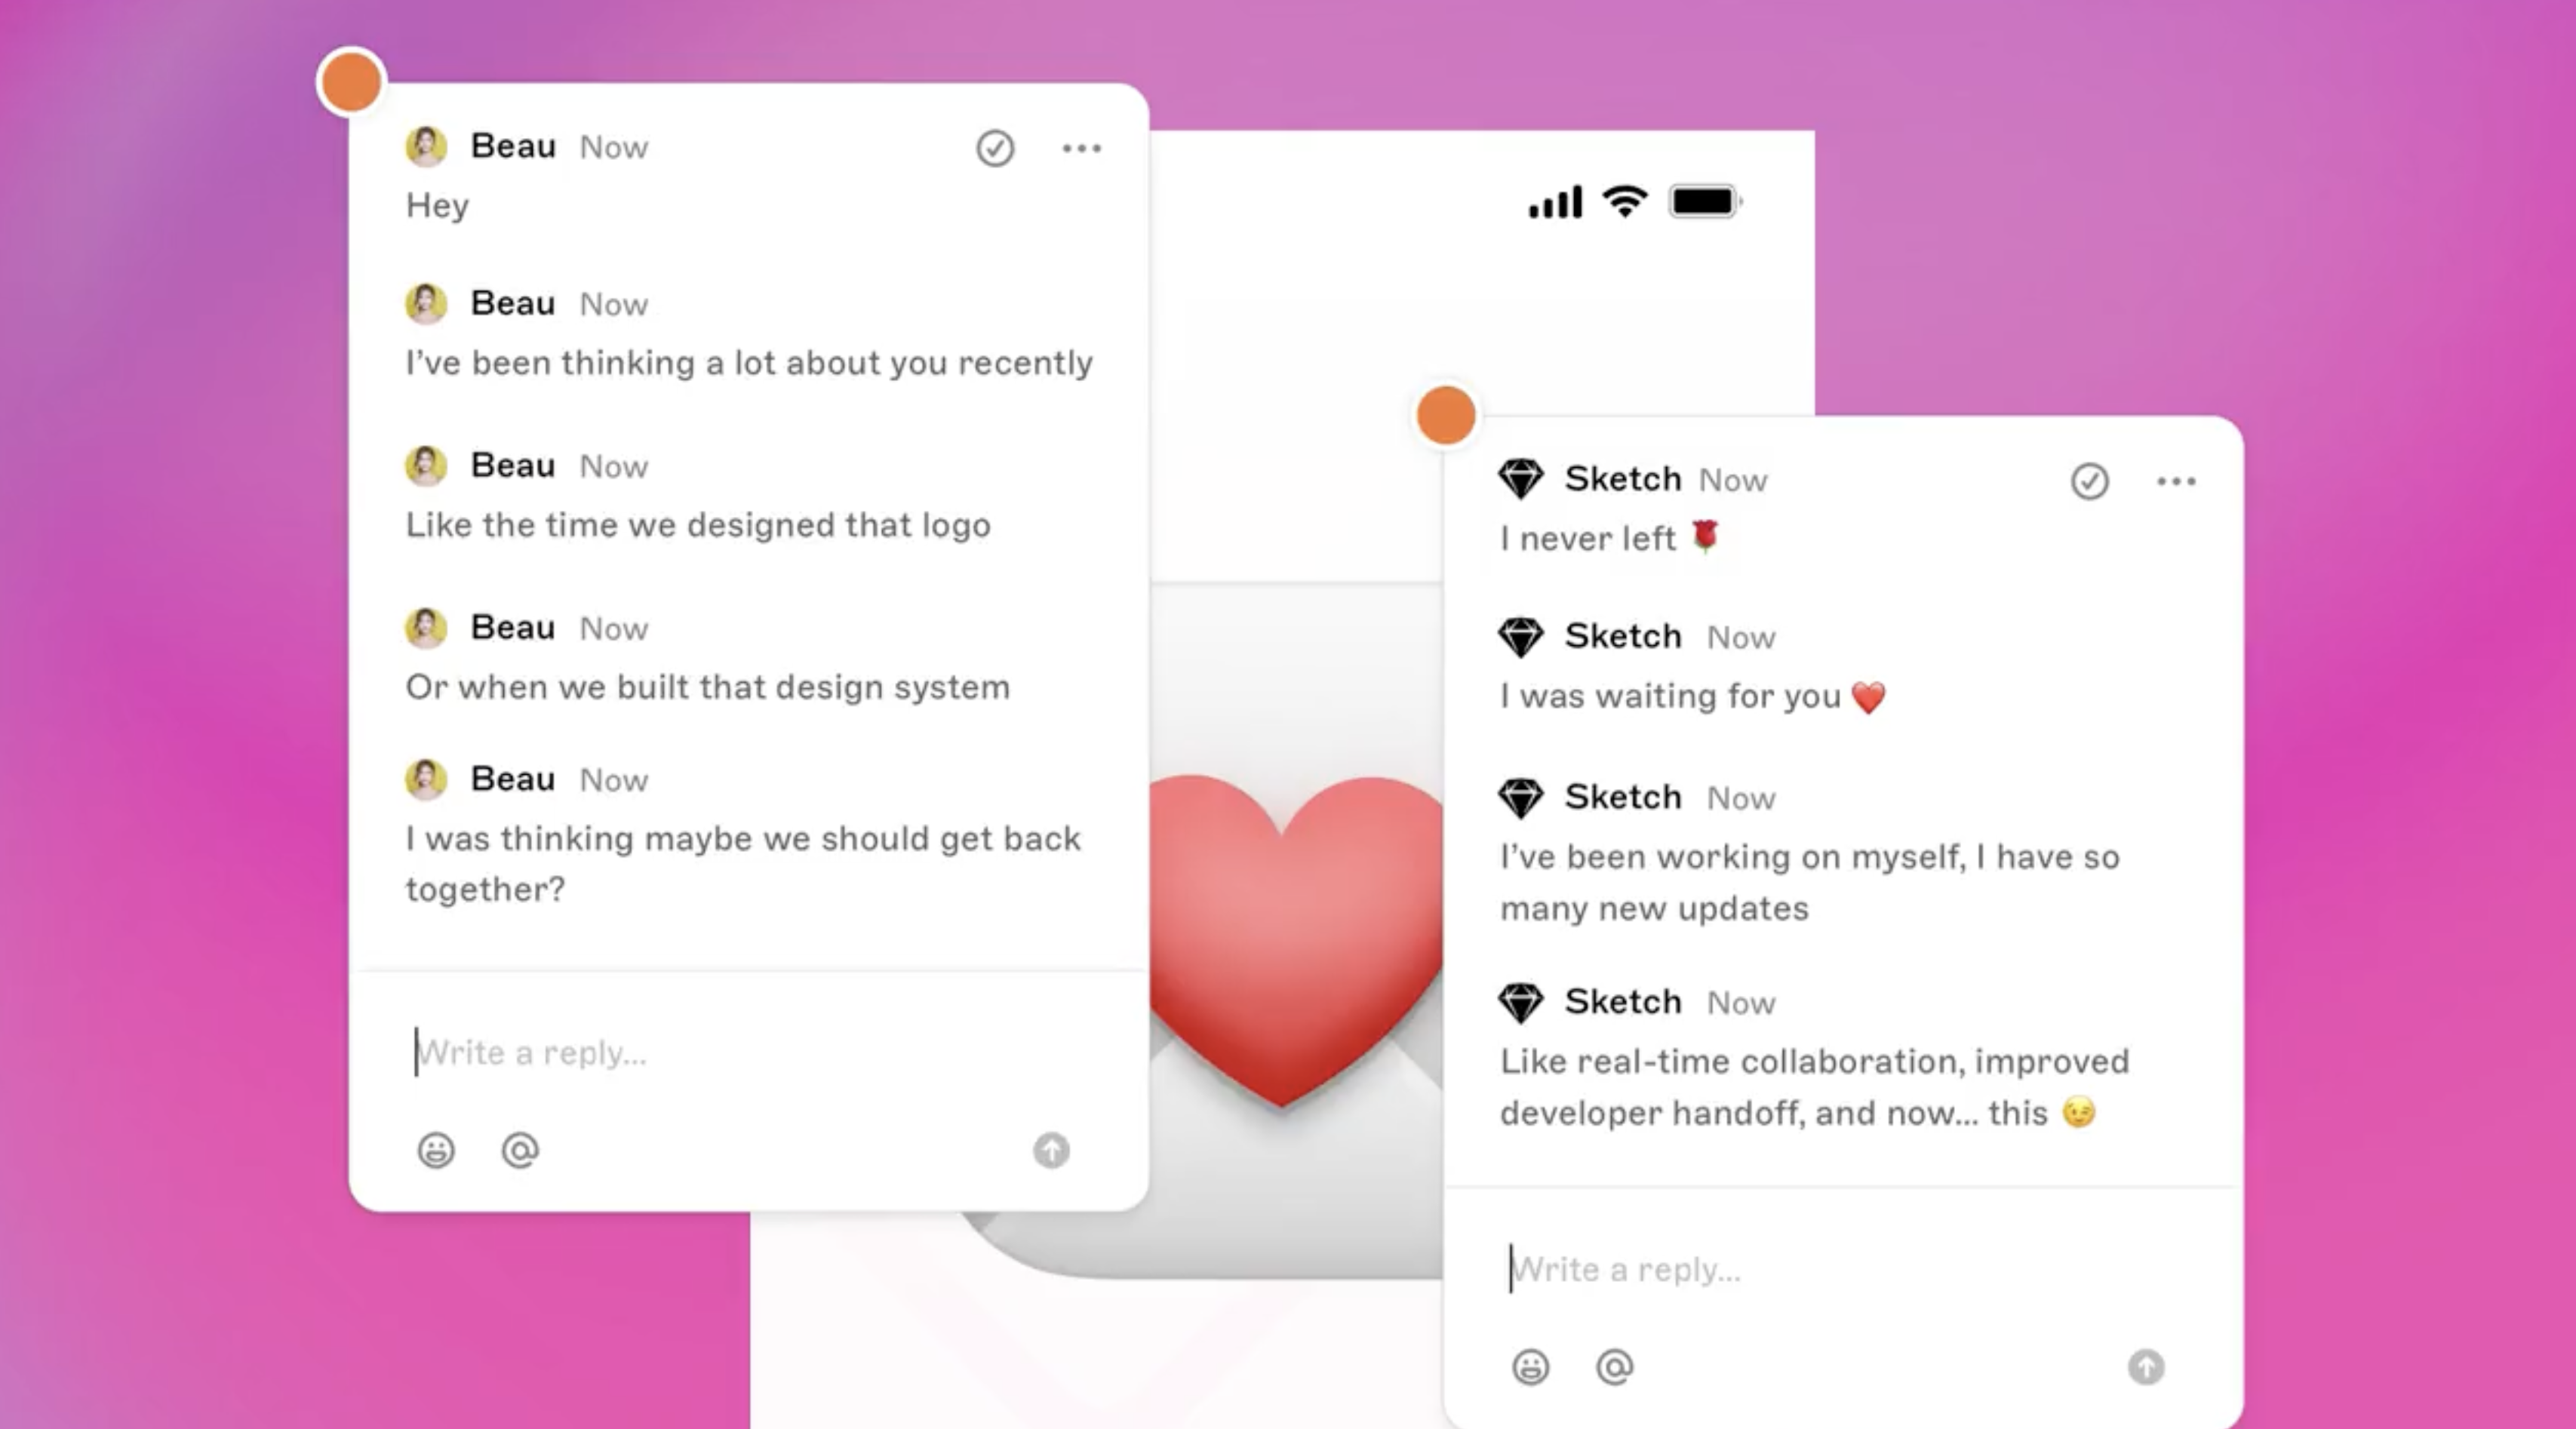 Beau Now
Hey
Beau Now
I’ve been thinking a lot about you recently
Beau Now
Like the time we designed that logo
Beau Now
Or when we built that design system
Beau Now
I was thinking maybe we should get back
together?
Write a reply...
Sketch Now
I never left 🌹
Sketch Now
I was waiting for you ❤️
Sketch Now
I’ve been working on myself, I have so
many new updates
Sketch Now
Like real-time collaboration, improved
developer handoff, and now... this 😉
Write a reply...